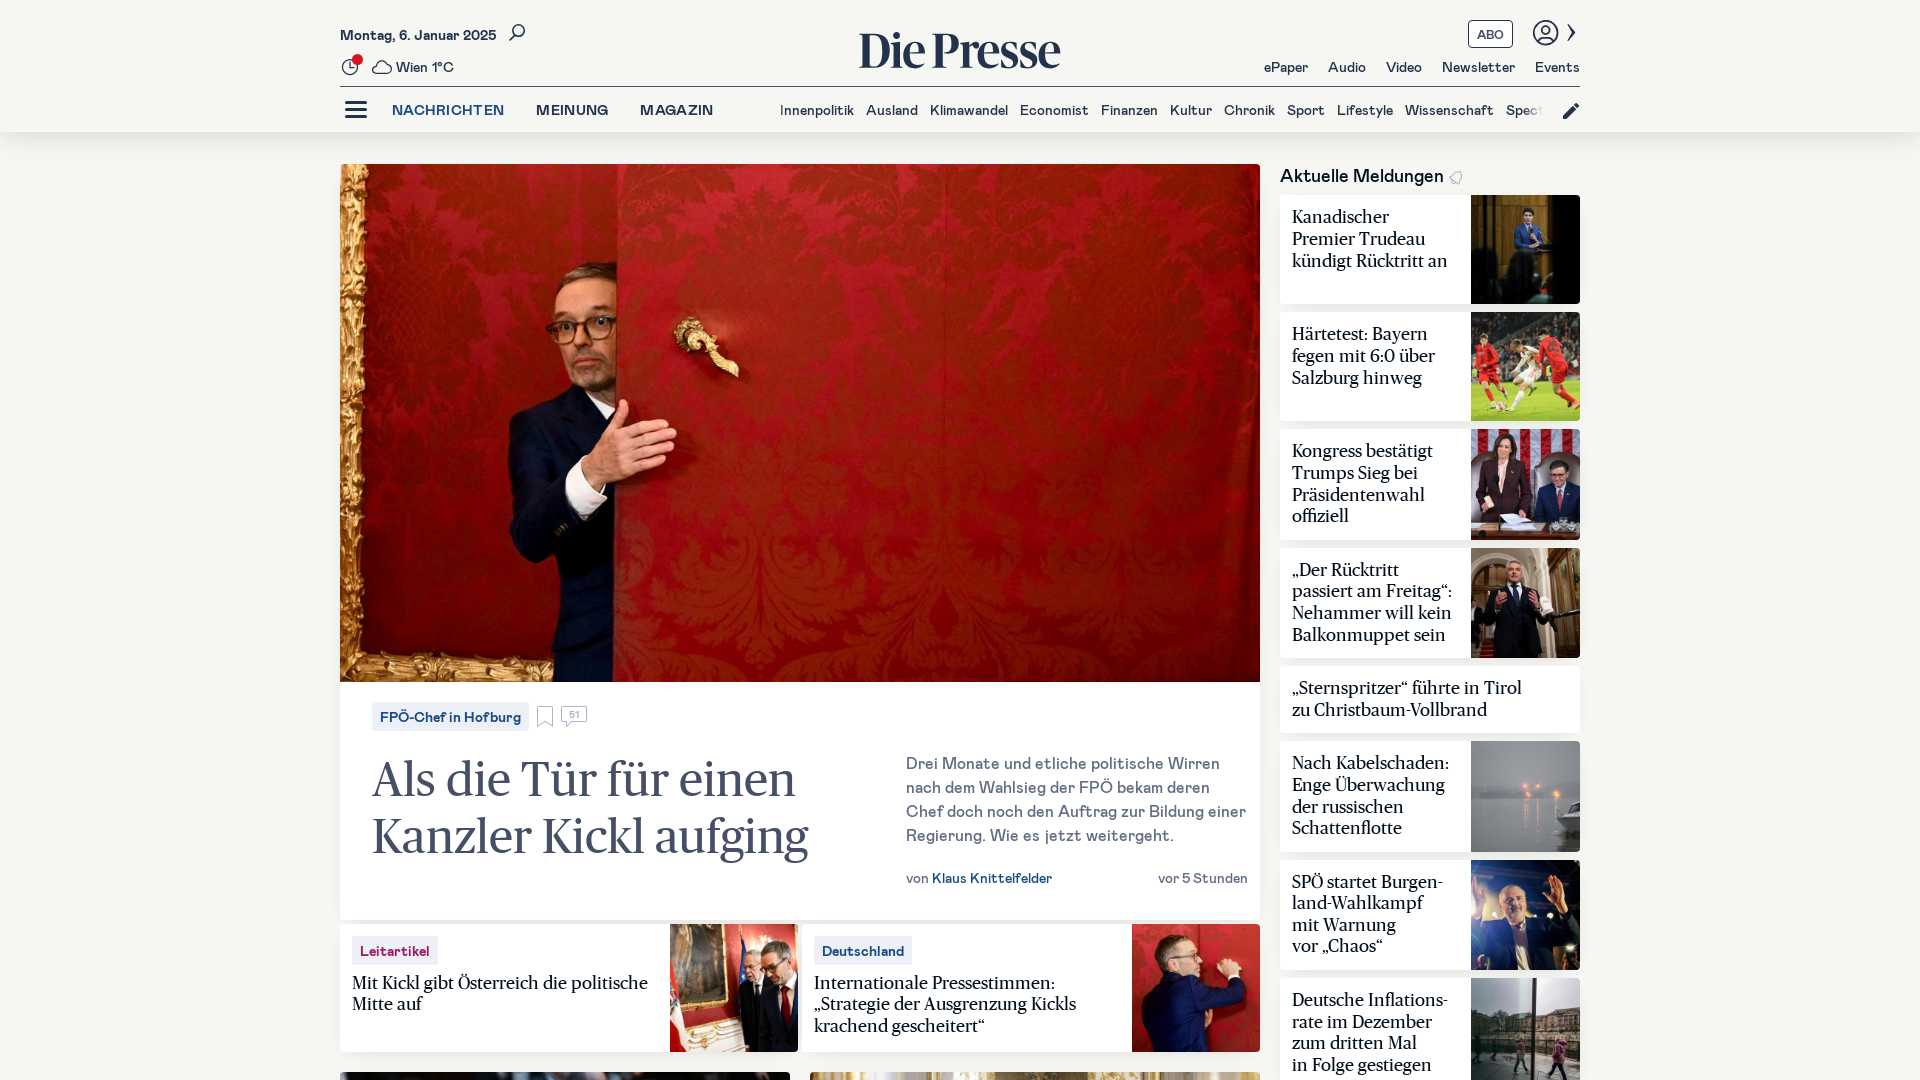 Montag, 6. Januar 2025
Wien 1°C
Die Presse
ABO
ePaper Audio Video Newsletter Events
NACHRICHTEN MEINUNG MAGAZIN
Innenpolitik Ausland Klimawandel Economist Finanzen Kultur Chronik Sport Lifestyle Wissenschaft
FPÖ-Chef in Hofburg
51
Als die Tür für einen
Kanzler Kickl aufging
Drei Monate und etliche politische Wirren
nach dem Wahlsieg der FPÖ bekam deren
Chef doch noch den Auftrag zur Bildung einer
Regierung. Wie es jetzt weitergeht.
von Klaus Knittelfelder
vor 5 Stunden
Leitartikel
Mit Kickl gibt Österreich die politische
Mitte auf
Deutschland
Internationale Pressestimmen:
„Strategie der Ausgrenzung Kickls
krachend gescheitert“
Aktuelle Meldungen
Kanadischer
Premier Trudeau
kündigt Rücktritt an
Härtetest: Bayern
fegen mit 6:0 über
Salzburg hinweg
Kongress bestätigt
Trumps Sieg bei
Präsidentenwahl
offiziell
„Der Rücktritt
passiert am Freitag“:
Nehammer will kein
Balkonmuppet sein
„Sternspritzer“ führte in Tirol
zu Christbaum-Vollbrand
Nach Kabelschaden:
Enge Überwachung
der russischen
Schattenflotte
SPÖ startet Burgen-
land-Wahlkampf
mit Warnung
vor „Chaos“
Deutsche Inflations-
rate im Dezember
zum dritten Mal
in Folge gestiegen